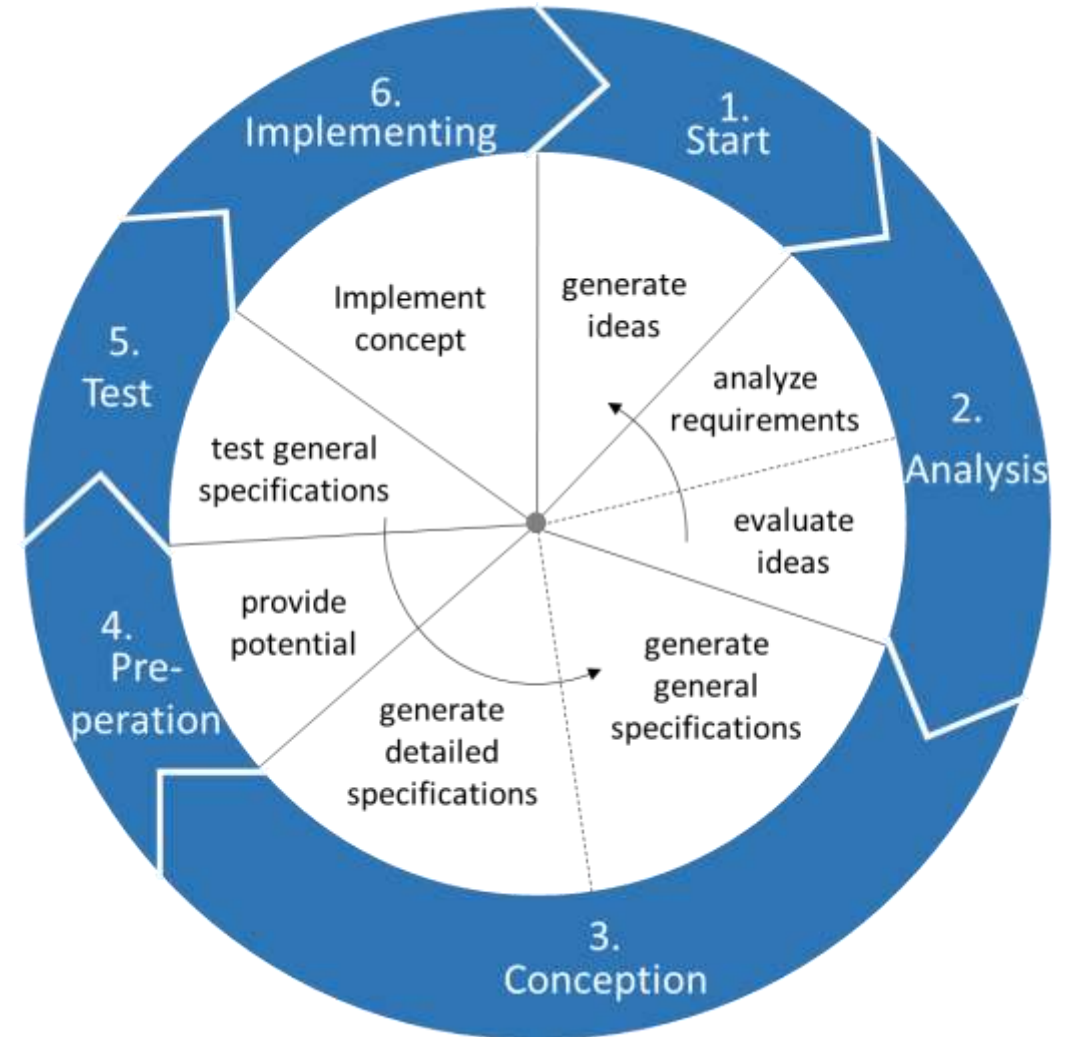 1.
Start
2.
Analysis
3.
Conception
4.
Pre-
peration
5.
Test
6.
Implementing
generate
ideas
analyze
requirements
evaluate
ideas
generate
general
specifications
generate
detailed
specifications
provide
potential
test general
specifications
Implement
concept